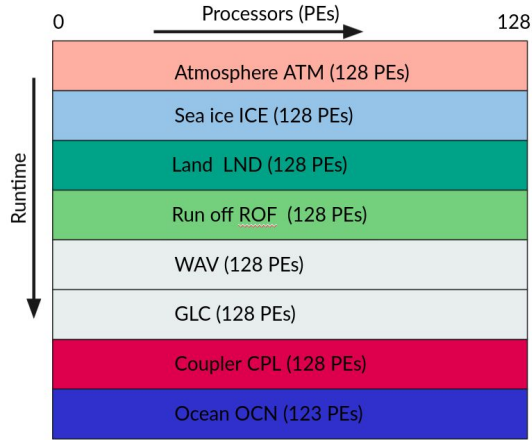 Processors (PEs)
0
128
Runtime
Atmosphere ATM (128 PEs)
Sea ice ICE (128 PEs)
Land LND (128 PEs)
Run off ROF (128 PEs)
WAV (128 PEs)
GLC (128 PEs)
Coupler CPL (128 PEs)
Ocean OCN (123 PEs)